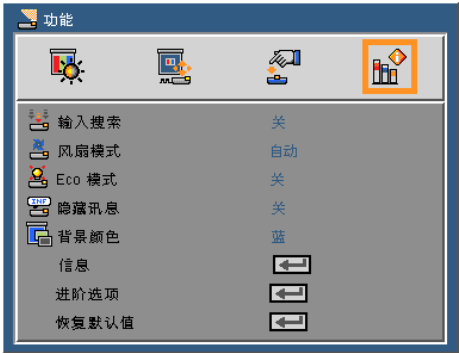 功能
输入搜索 关
风扇模式 自动
Eco 模式 关
INF 隐藏讯息 关
背景颜色 蓝
信息
进阶选项
恢复默认值